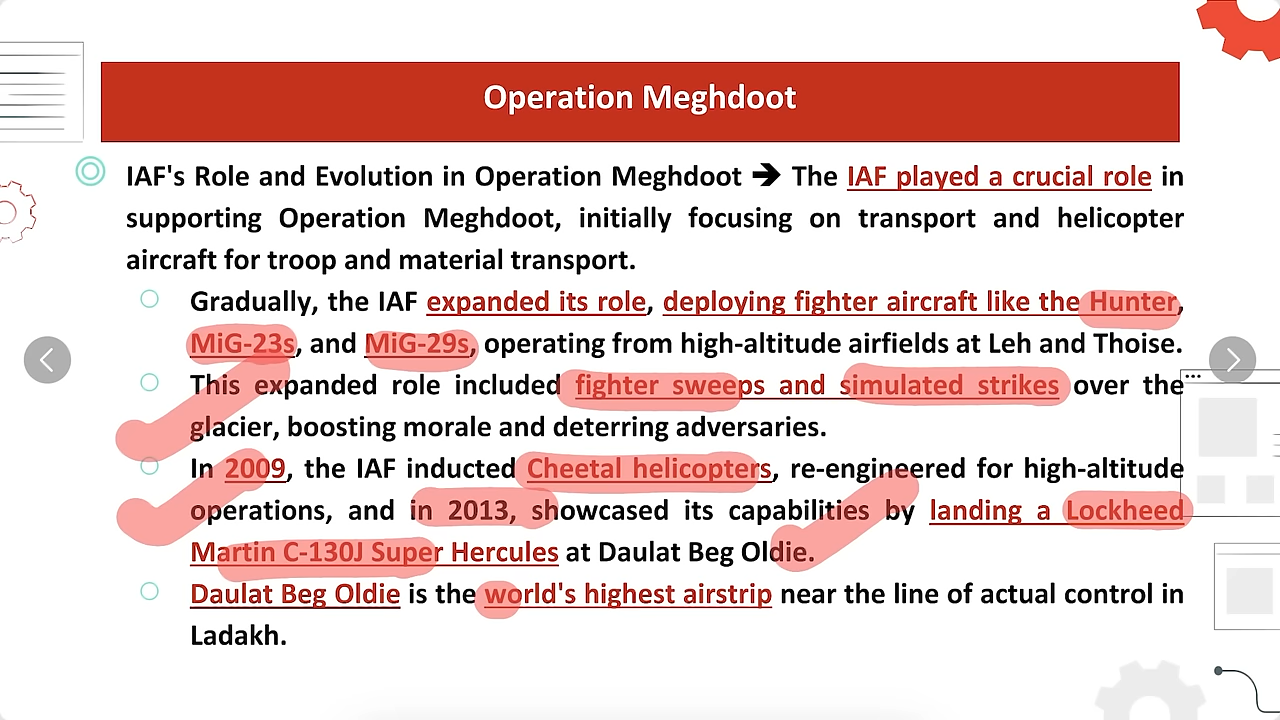 Operation Meghdoot
IAF's Role and Evolution in Operation Meghdoot ➔ The IAF played a crucial role in
supporting Operation Meghdoot, initially focusing on transport and helicopter
aircraft for troop and material transport.
Gradually, the IAF expanded its role, deploying fighter aircraft like the Hunter,
MiG-23s, and MiG-29s, operating from high-altitude airfields at Leh and Thoise.
This expanded role included fighter sweeps and simulated strikes over the
glacier, boosting morale and deterring adversaries.
In 2009, the IAF inducted Cheetal helicopters, re-engineered for high-altitude
operations, and in 2013, showcased its capabilities by landing a Lockheed
Martin C-130J Super Hercules at Daulat Beg Oldie.
Daulat Beg Oldie is the world's highest airstrip near the line of actual control in
Ladakh.